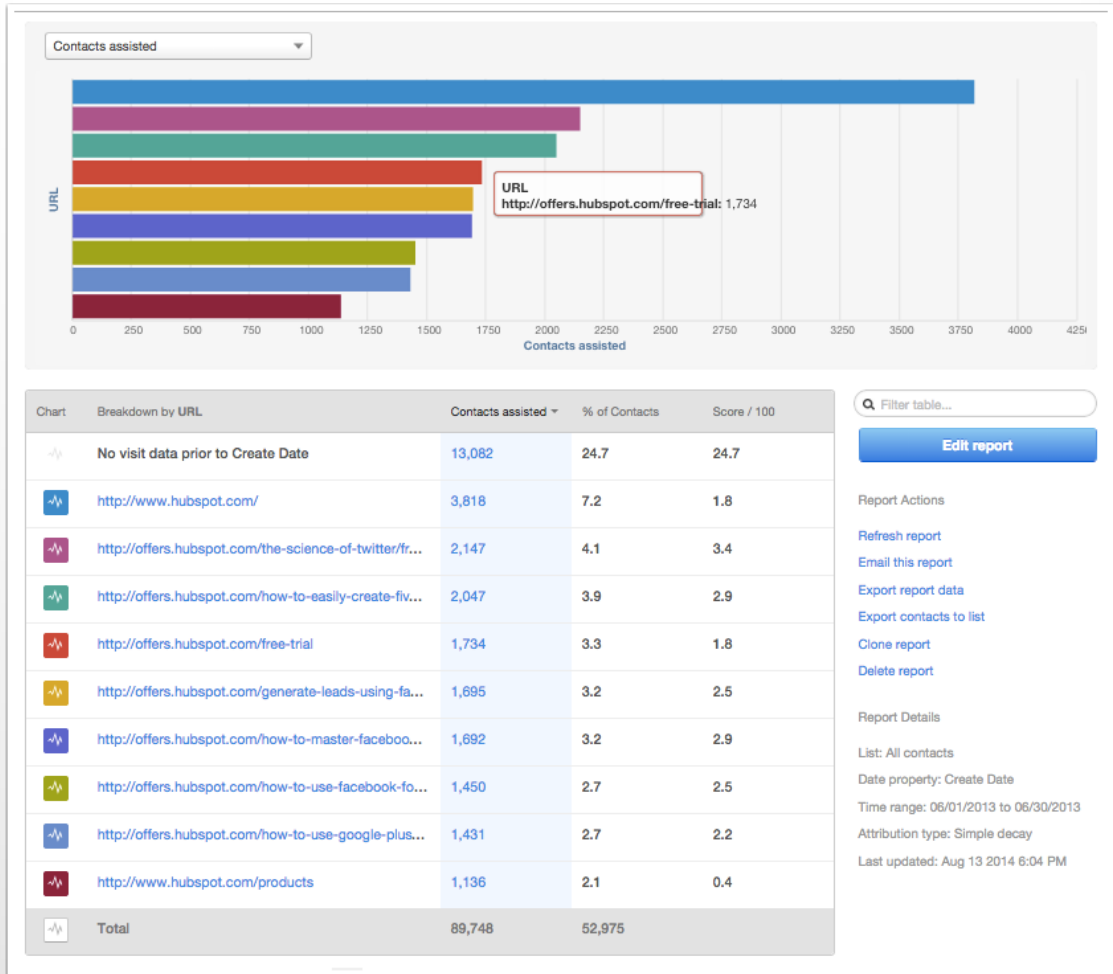 Contacts assisted
URL
URL
http://offers.hubspot.com/free-trial: 1,734
0 250 500 750 1000 1250 1500 1750 2000 2250 2500 2750 3000 3250 3500 3750 4000 425
Contacts assisted
Chart Breakdown by URL Contacts assisted % of Contacts Score / 100
No visit data prior to Create Date 13,082 24.7 24.7
http://www.hubspot.com/ 3,818 7.2 1.8
http://offers.hubspot.com/the-science-of-twitter/fr... 2,147 4.1 3.4
http://offers.hubspot.com/how-to-easily-create-fiv... 2,047 3.9 2.9
http://offers.hubspot.com/free-trial 1,734 3.3 1.8
http://offers.hubspot.com/generate-leads-using-fa... 1,695 3.2 2.5
http://offers.hubspot.com/how-to-master-faceboo... 1,692 3.2 2.9
http://offers.hubspot.com/how-to-use-facebook-fo... 1,450 2.7 2.5
http://offers.hubspot.com/how-to-use-google-plus... 1,431 2.7 2.2
http://www.hubspot.com/products 1,136 2.1 0.4
Total 89,748 52,975
Filter table...
Edit report
Report Actions
Refresh report
Email this report
Export report data
Export contacts to list
Clone report
Delete report
Report Details
List: All contacts
Date property: Create Date
Time range: 06/01/2013 to 06/30/2013
Attribution type: Simple decay
Last updated: Aug 13 2014 6:04 PM